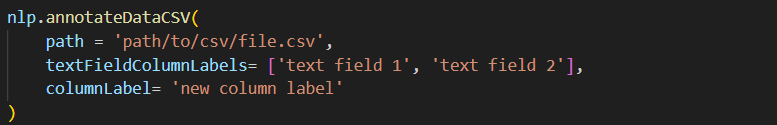 nlp.annotateDataCSV(
    path = 'path/to/csv/file.csv',
    textFieldColumnLabels= ['text field 1', 'text field 2'],
    columnLabel= 'new column label'
)